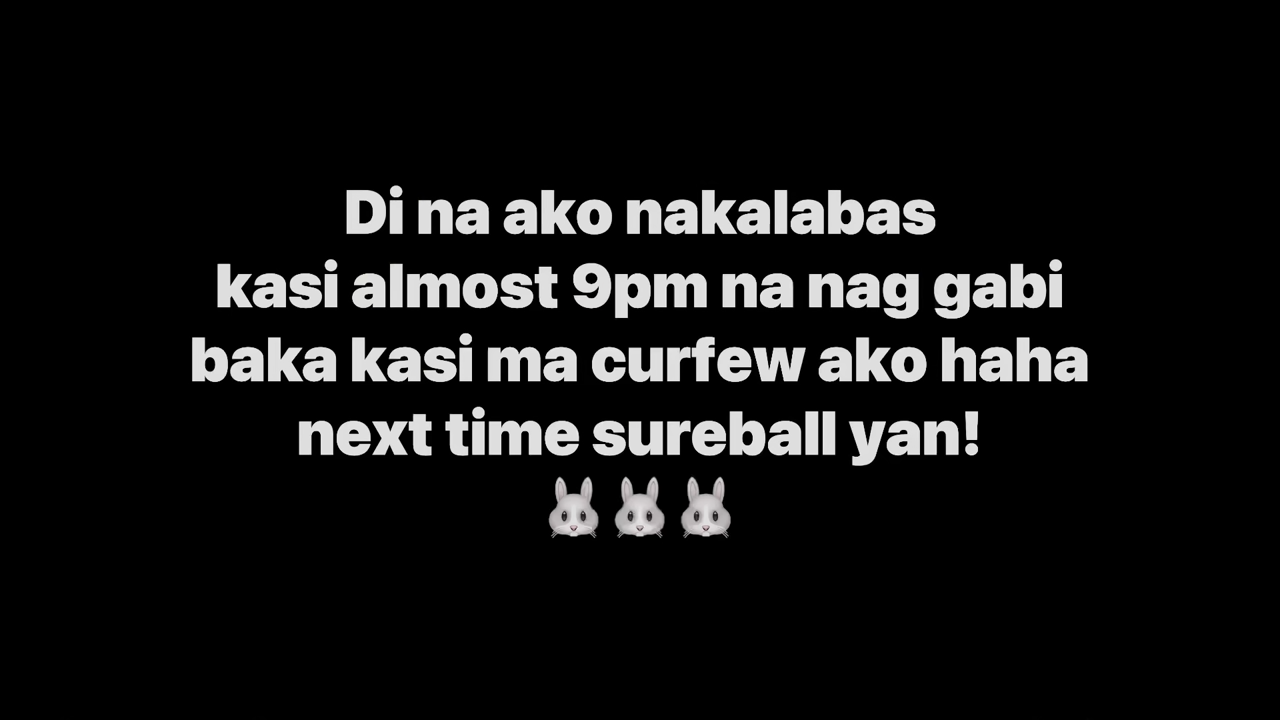 Di na ako nakalabas
kasi almost 9pm na nag gabi
baka kasi ma curfew ako haha
next time sureball yan!
🐰🐰🐰